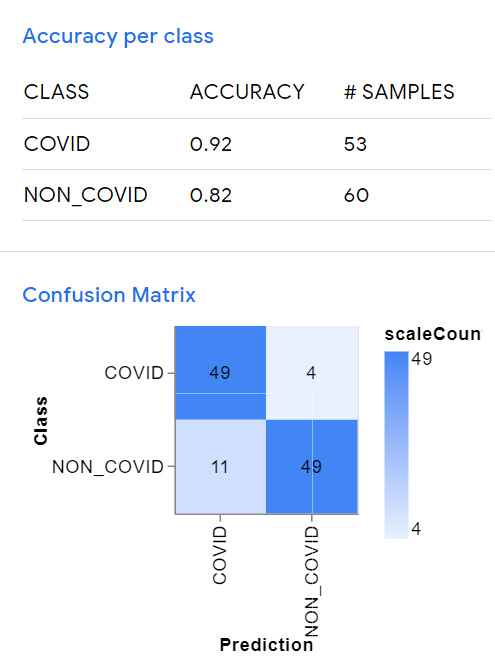 Accuracy per class
CLASS ACCURACY # SAMPLES
COVID 0.92 53
NON_COVID 0.82 60
Confusion Matrix
scaleCoun
49
COVID 49 4
Class
NON_COVID 11 49
4
COVID NON_COVID
Prediction